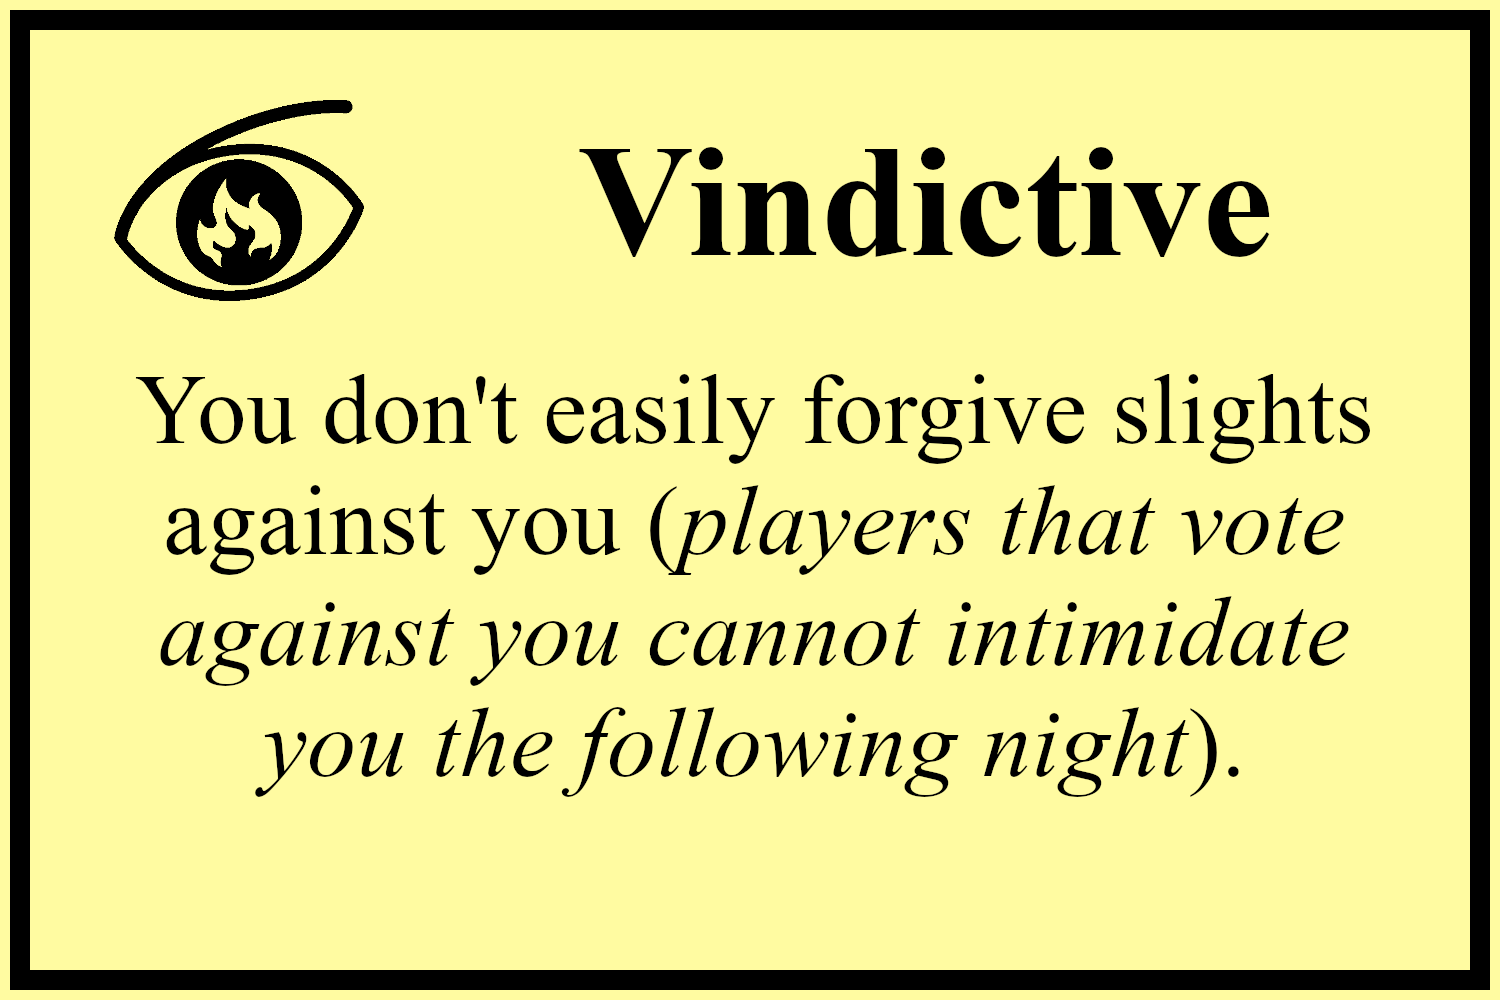 Vindictive
You don't easily forgive slights
against you (players that vote
against you cannot intimidate
you the following night).